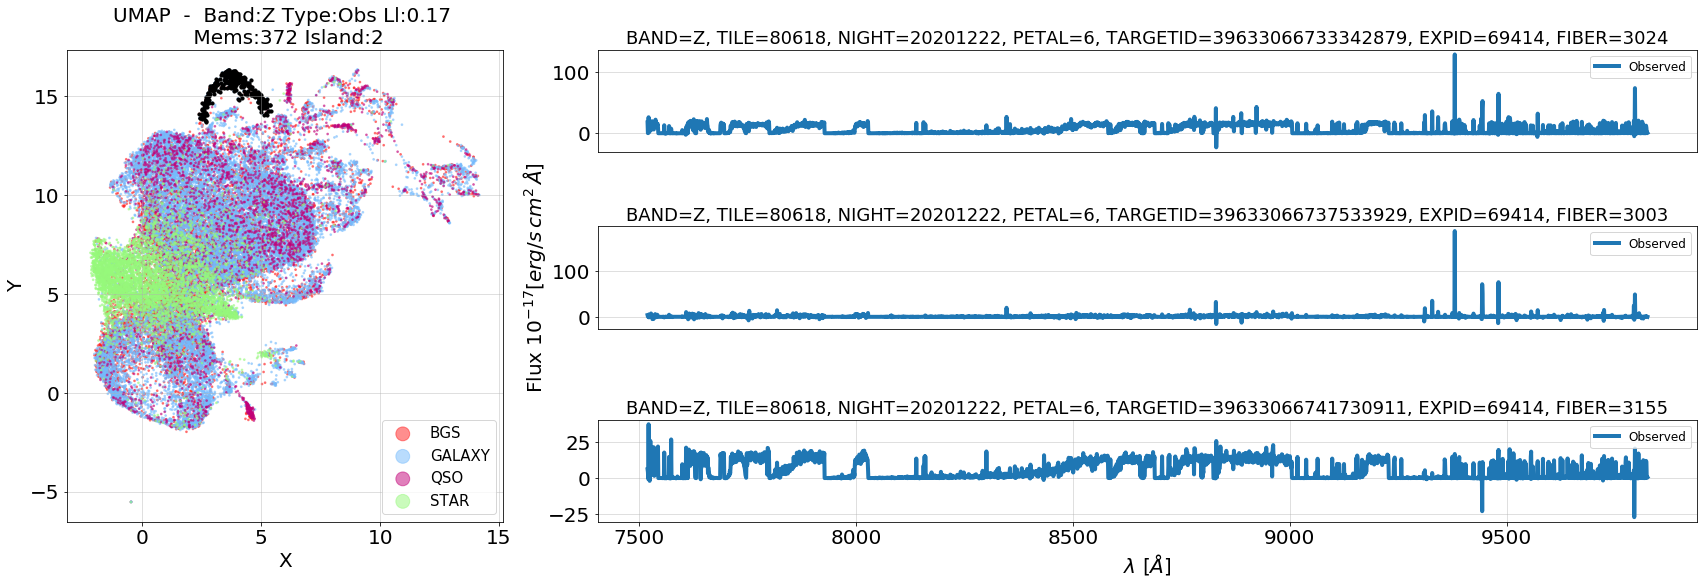 UMAP - Band:Z Type:Obs Ll:0.17
Mems:372 Island:2
15
10
5
0
−5
Y
0
5
10
15
X
BGS
GALAXY
QSO
STAR
Flux 10⁻¹⁷[erg/s cm² Å]
BAND=Z, TILE=80618, NIGHT=20201222, PETAL=6, TARGETID=39633066733342879, EXPID=69414, FIBER=3024
100
0
Observed
BAND=Z, TILE=80618, NIGHT=20201222, PETAL=6, TARGETID=39633066737533929, EXPID=69414, FIBER=3003
100
0
Observed
BAND=Z, TILE=80618, NIGHT=20201222, PETAL=6, TARGETID=39633066741730911, EXPID=69414, FIBER=3155
25
0
−25
Observed
7500
8000
8500
9000
9500
λ [Å]